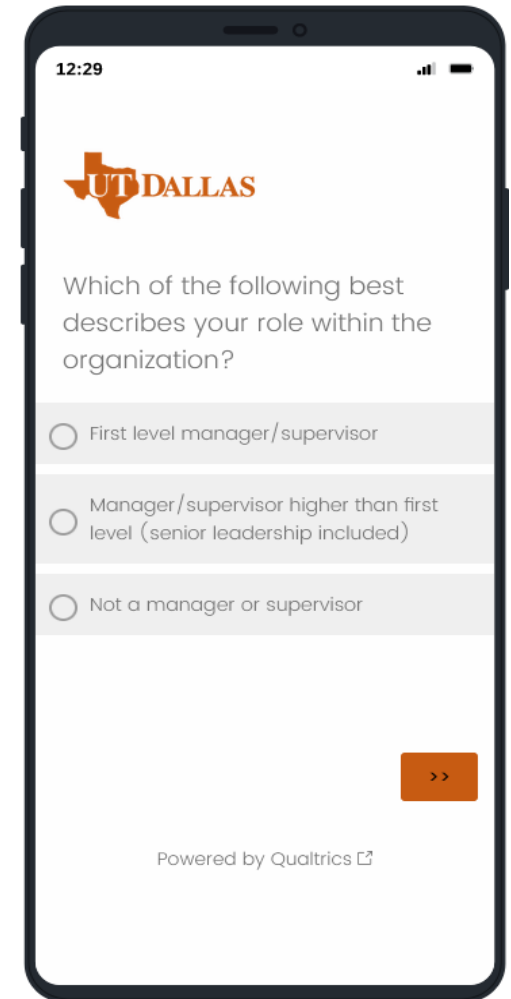 12:29
UT DALLAS
Which of the following best
describes your role within the
organization?
First level manager/supervisor
Manager/supervisor higher than first
level (senior leadership included)
Not a manager or supervisor
>>
Powered by Qualtrics